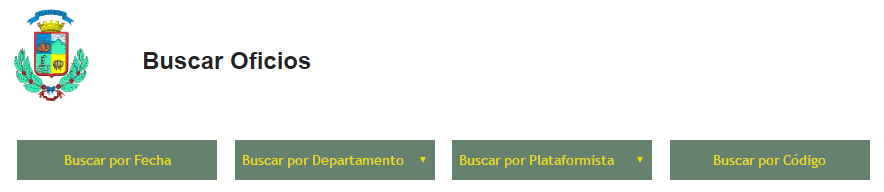 Buscar Oficios
Buscar por Fecha
Buscar por Departamento ▼
Buscar por Plataformista ▼
Buscar por Código